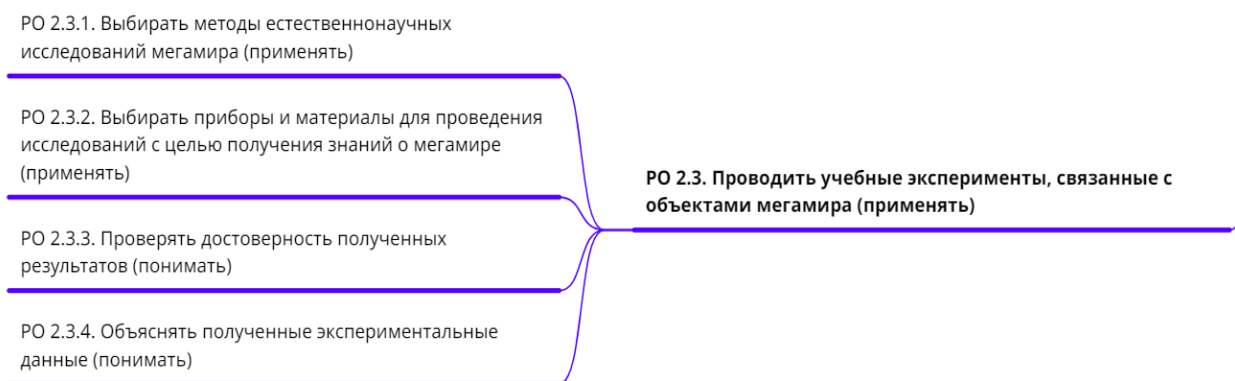 РО 2.3.1. Выбирать методы естественнонаучных
исследований мегамира (применять)
РО 2.3.2. Выбирать приборы и материалы для проведения
исследований с целью получения знаний о мегамире
(применять)
РО 2.3.3. Проверять достоверность полученных
результатов (понимать)
РО 2.3.4. Объяснять полученные экспериментальные
данные (понимать)
РО 2.3. Проводить учебные эксперименты, связанные с
объектами мегамира (применять)